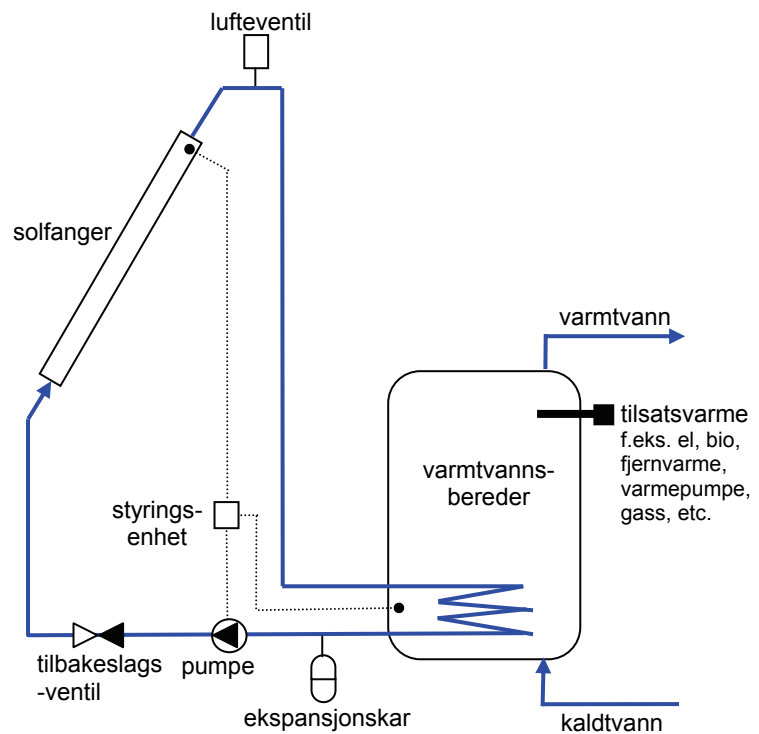 lufteventil
solfanger
varmtvann
tilsatsvarme
f.eks. el, bio,
fjernvarme,
varmepumpe,
gass, etc.
varmtvanns-
bereder
styrings-
enhet
tilbakeslags
-ventil
pumpe
ekspansjonskar
kaldtvann